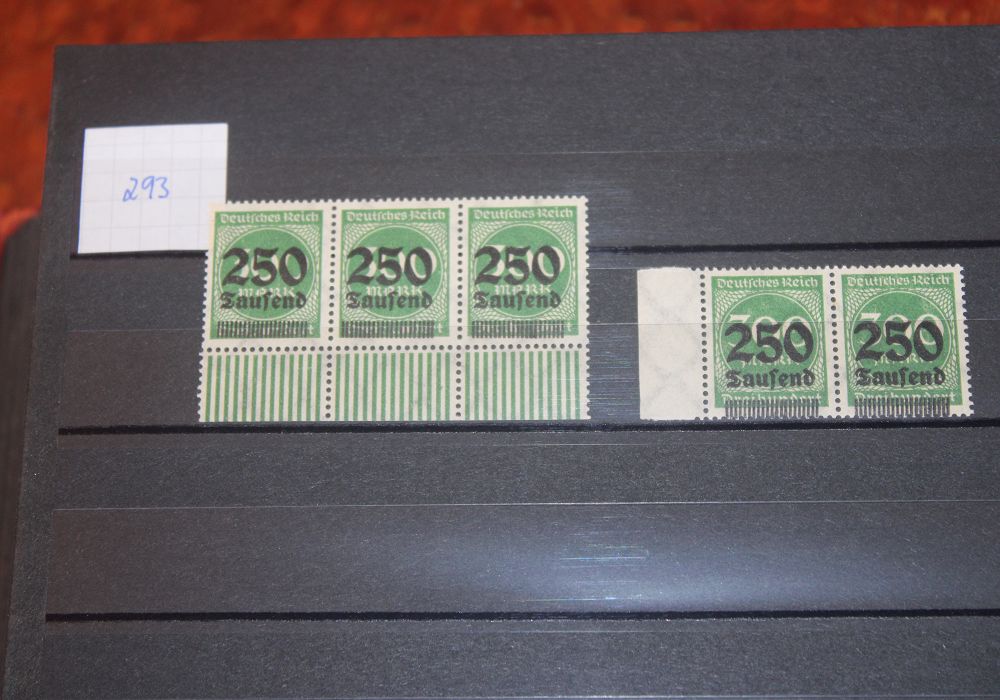 293
Deutsches Reich Deutsches Reich Deutsches Reich
250 250 250
Tausend Tausend Tausend
t t t
Deutsches Reich Deutsches Reich
250 250
Tausend Tausend